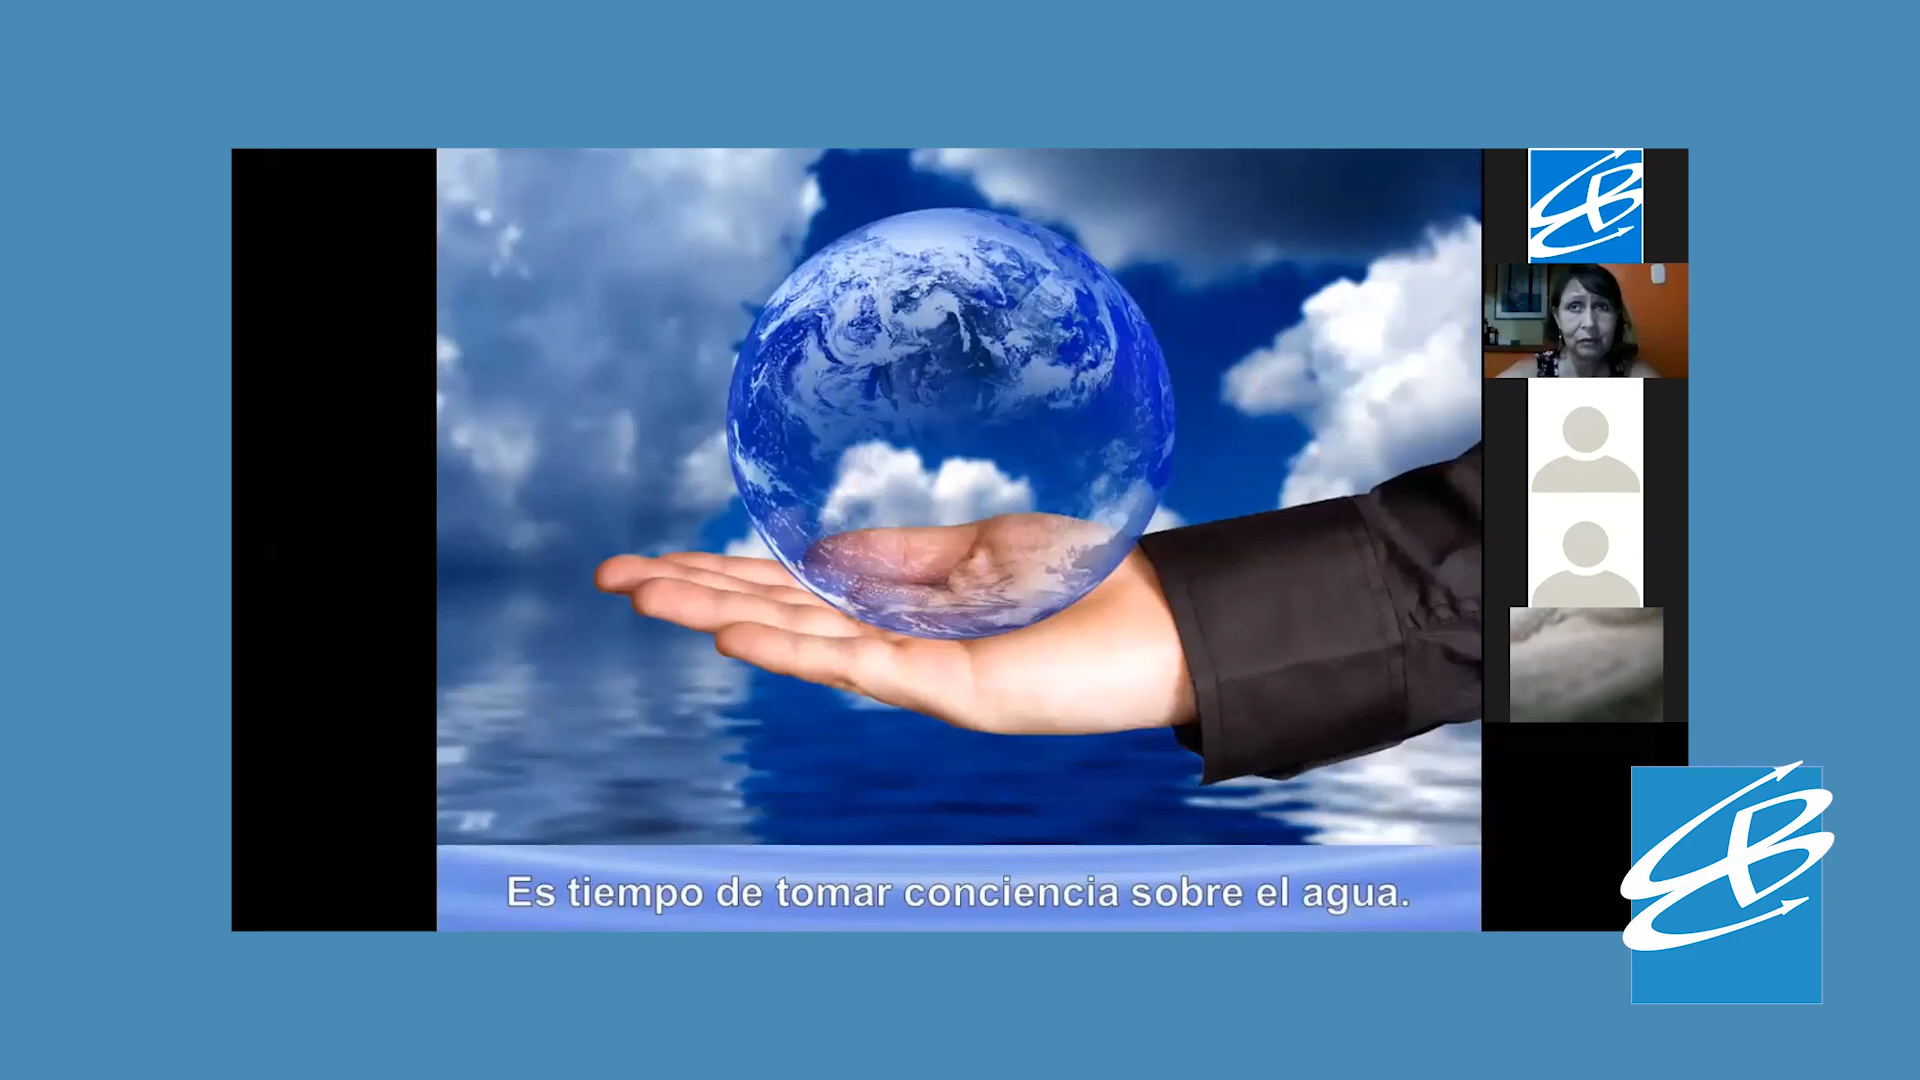 Es tiempo de tomar conciencia sobre el agua.